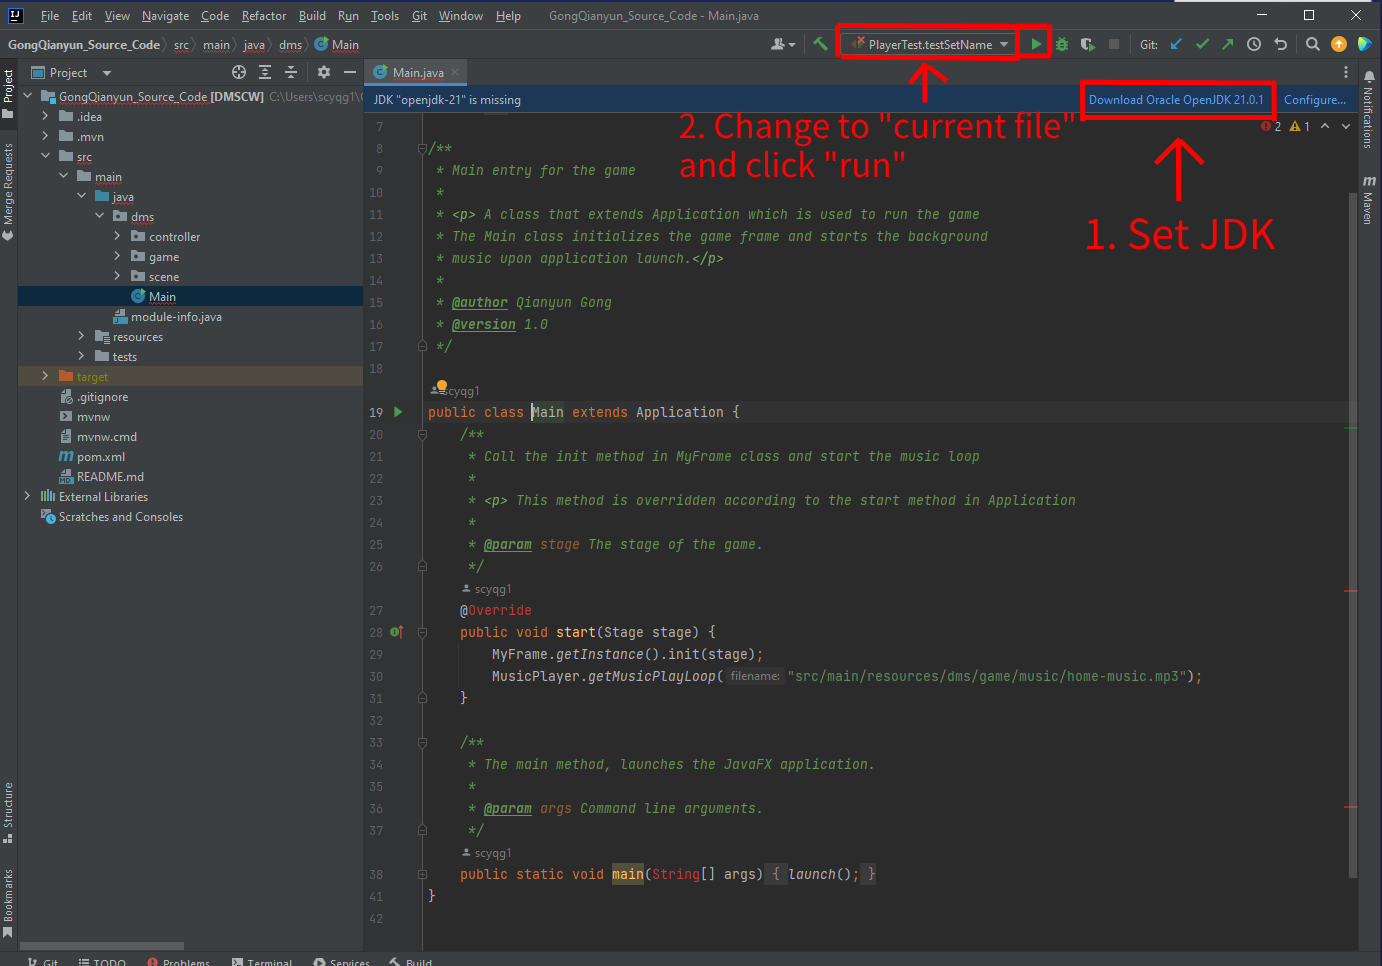 File Edit View Navigate Code Refactor Build Run Tools Git Window Help GongQianyun_Source_Code - Main.java
GongQianyun_Source_Code src main java dms Main PlayerTest.testSetName Git:
Project
Main.java
JDK "openjdk-21" is missing Download Oracle OpenJDK 21.0.1 Configure...
2 1
2. Change to "current file"
and click "run"
1. Set JDK
Project
Merge Requests
Structure
Bookmarks
GongQianyun_Source_Code [DMSCW] C:\Users\scyqg1\
.idea
.mvn
src
main
java
dms
controller
game
scene
Main
module-info.java
resources
tests
target
.gitignore
mvnw
mvnw.cmd
pom.xml
README.md
External Libraries
Scratches and Consoles
7
8 /**
9 * Main entry for the game
10 *
11 * <p> A class that extends Application which is used to run the game
12 * The Main class initializes the game frame and starts the background
13 * music upon application launch.</p>
14 *
15 * @author Qianyun Gong
16 * @version 1.0
17 */
18
scyqg1
19 public class Main extends Application {
20 /**
21 * Call the init method in MyFrame class and start the music loop
22 *
23 * <p> This method is overridden according to the start method in Application
24 *
25 * @param stage The stage of the game.
26 */
scyqg1
27 @Override
28 public void start(Stage stage) {
29 MyFrame.getInstance().init(stage);
30 MusicPlayer.getMusicPlayLoop( filename: "src/main/resources/dms/game/music/home-music.mp3");
31 }
32
33 /**
34 * The main method, launches the JavaFX application.
35 *
36 * @param args Command line arguments.
37 */
scyqg1
38 public static void main(String[] args) { launch(); }
41 }
42
Notifications
Maven
Git TODO Problems Terminal Services Build